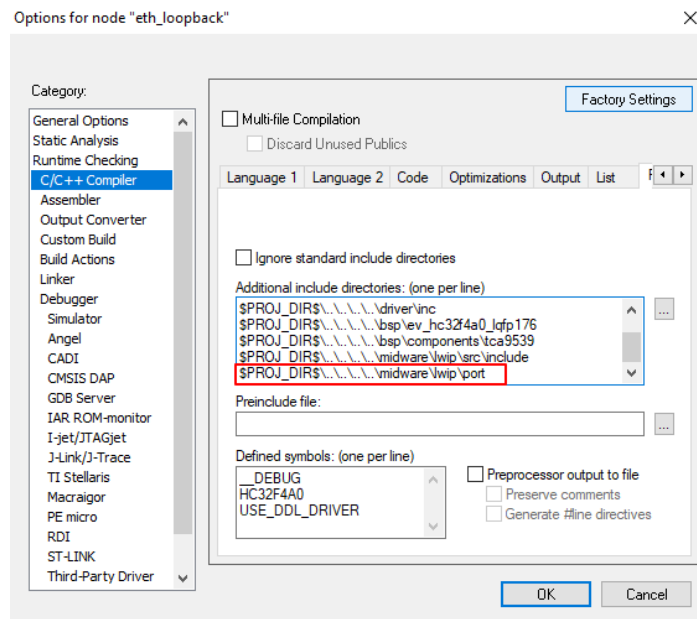 Options for node "eth_loopback"
Category:
General Options
Static Analysis
Runtime Checking
C/C++ Compiler
Assembler
Output Converter
Custom Build
Build Actions
Linker
Debugger
Simulator
Angel
CADI
CMSIS DAP
GDB Server
IAR ROM-monitor
I-jet/JTAGjet
J-Link/J-Trace
TI Stellaris
Macraigor
PE micro
RDI
ST-LINK
Third-Party Driver
Factory Settings
Multi-file Compilation
Discard Unused Publics
Language 1 Language 2 Code Optimizations Output List
Ignore standard include directories
Additional include directories: (one per line)
$PROJ_DIR$\..\..\..\..\driver\inc
$PROJ_DIR$\..\..\..\..\bsp\ev_hc32f4a0_lqfp176
$PROJ_DIR$\..\..\..\..\bsp\components\tca9539
$PROJ_DIR$\..\..\..\..\midware\lwip\src\include
$PROJ_DIR$\..\..\..\..\midware\lwip\port
...
Preinclude file:
...
Defined symbols: (one per line)
__DEBUG
HC32F4A0
USE_DDL_DRIVER
Preprocessor output to file
Preserve comments
Generate #line directives
OK
Cancel